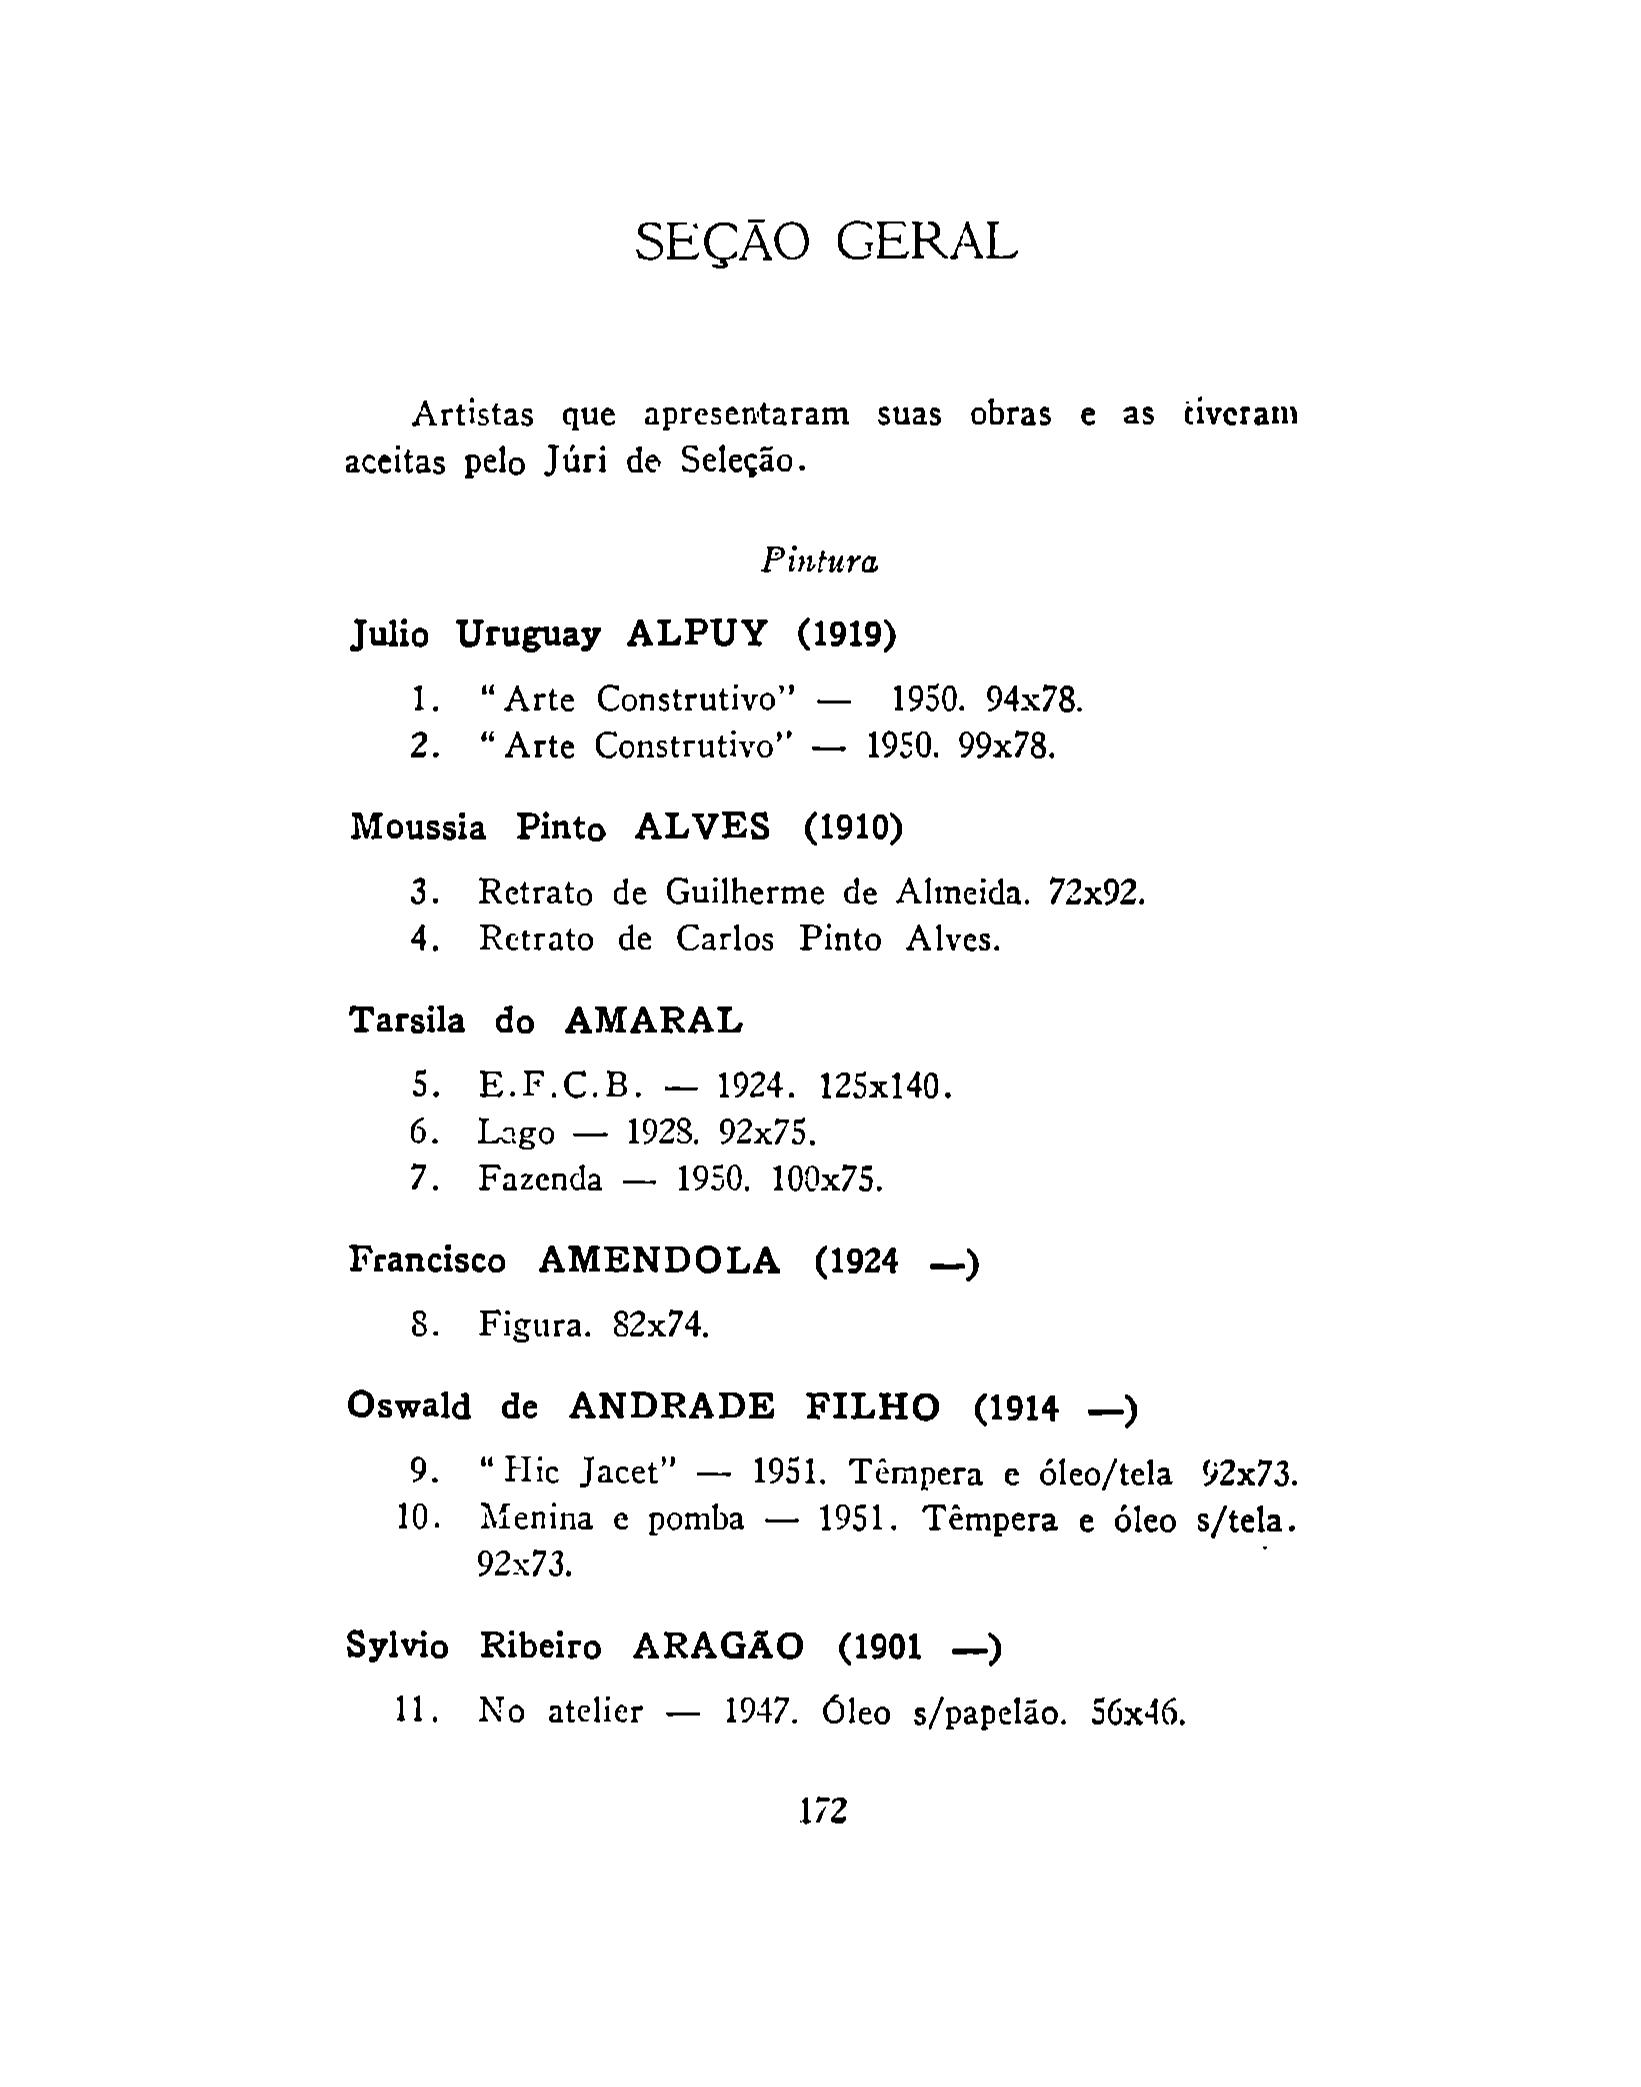 SEÇÃO GERAL
Artistas que apresentaram suas obras e as tiveram
aceitas pelo Júri de Seleção.
Pintura
Julio Uruguay ALPUY (1919)
1. "Arte Construtivo" — 1950. 94x78.
2. "Arte Construtivo" — 1950. 99x78.
Moussia Pinto ALVES (1910)
3. Retrato de Guilherme de Almeida. 72x92.
4. Retrato de Carlos Pinto Alves.
Tarsila do AMARAL
5. E.F.C.B. — 1924. 125x140.
6. Lago — 1928. 92x75.
7. Fazenda — 1950. 100x75.
Francisco AMENDOLA (1924 —)
8. Figura. 82x74.
Oswald de ANDRADE FILHO (1914 —)
9. "Hic Jacet" — 1951. Têmpera e óleo/tela 92x73.
10. Menina e pomba — 1951. Têmpera e óleo s/tela.
92x73.
Sylvio Ribeiro ARAGÃO (1901 —)
11. No atelier — 1947. Óleo s/papelão. 56x46.
172